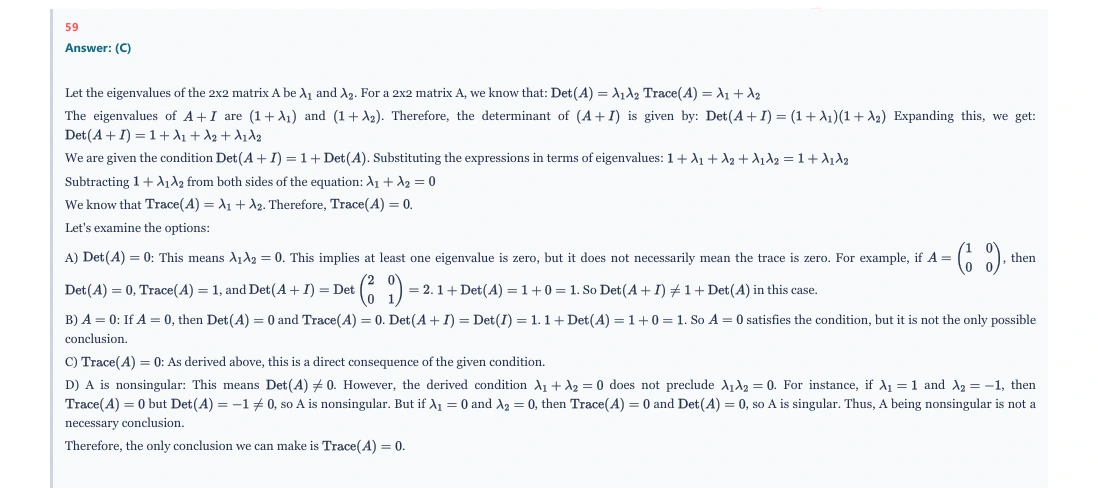 59
Answer: (C)
Let the eigenvalues of the 2x2 matrix A be λ₁ and λ₂. For a 2x2 matrix A, we know that: Det(A) = λ₁λ₂ Trace(A) = λ₁ + λ₂
The eigenvalues of A + I are (1 + λ₁) and (1 + λ₂). Therefore, the determinant of (A + I) is given by: Det(A + I) = (1 + λ₁)(1 + λ₂) Expanding this, we get:
Det(A + I) = 1 + λ₁ + λ₂ + λ₁λ₂
We are given the condition Det(A + I) = 1 + Det(A). Substituting the expressions in terms of eigenvalues: 1 + λ₁ + λ₂ + λ₁λ₂ = 1 + λ₁λ₂
Subtracting 1 + λ₁λ₂ from both sides of the equation: λ₁ + λ₂ = 0
We know that Trace(A) = λ₁ + λ₂. Therefore, Trace(A) = 0.
Let's examine the options:
A) Det(A) = 0: This means λ₁λ₂ = 0. This implies at least one eigenvalue is zero, but it does not necessarily mean the trace is zero. For example, if A = (1 0; 0 0), then
Det(A) = 0, Trace(A) = 1, and Det(A + I) = Det (2 0; 0 1) = 2. 1 + Det(A) = 1 + 0 = 1. So Det(A + I) ≠ 1 + Det(A) in this case.
B) A = 0: If A = 0, then Det(A) = 0 and Trace(A) = 0. Det(A + I) = Det(I) = 1. 1 + Det(A) = 1 + 0 = 1. So A = 0 satisfies the condition, but it is not the only possible
conclusion.
C) Trace(A) = 0: As derived above, this is a direct consequence of the given condition.
D) A is nonsingular: This means Det(A) ≠ 0. However, the derived condition λ₁ + λ₂ = 0 does not preclude λ₁λ₂ = 0. For instance, if λ₁ = 1 and λ₂ = −1, then
Trace(A) = 0 but Det(A) = −1 ≠ 0, so A is nonsingular. But if λ₁ = 0 and λ₂ = 0, then Trace(A) = 0 and Det(A) = 0, so A is singular. Thus, A being nonsingular is not a
necessary conclusion.
Therefore, the only conclusion we can make is Trace(A) = 0.